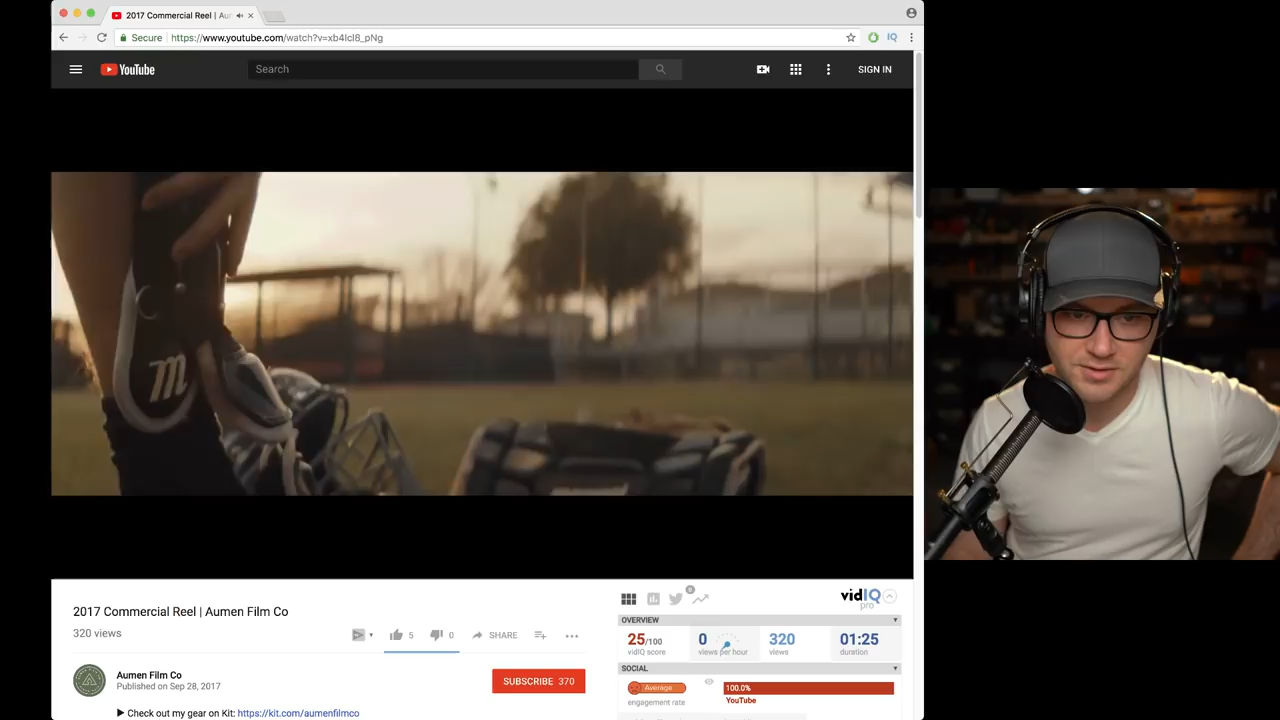 2017 Commercial Reel | Au
Secure
https://www.youtube.com/watch?v=xb4lcl8_pNg
IQ
YouTube
Search
SIGN IN
m
2017 Commercial Reel | Aumen Film Co
320 views
5
0
SHARE
Aumen Film Co
Published on Sep 28, 2017
SUBSCRIBE 370
▶ Check out my gear on Kit: https://kit.com/aumenfilmco
vidIQ
pro
OVERVIEW
25/100
vidIQ score
0
views per hour
320
views
01:25
duration
SOCIAL
Average
engagement rate
100.0%
YouTube